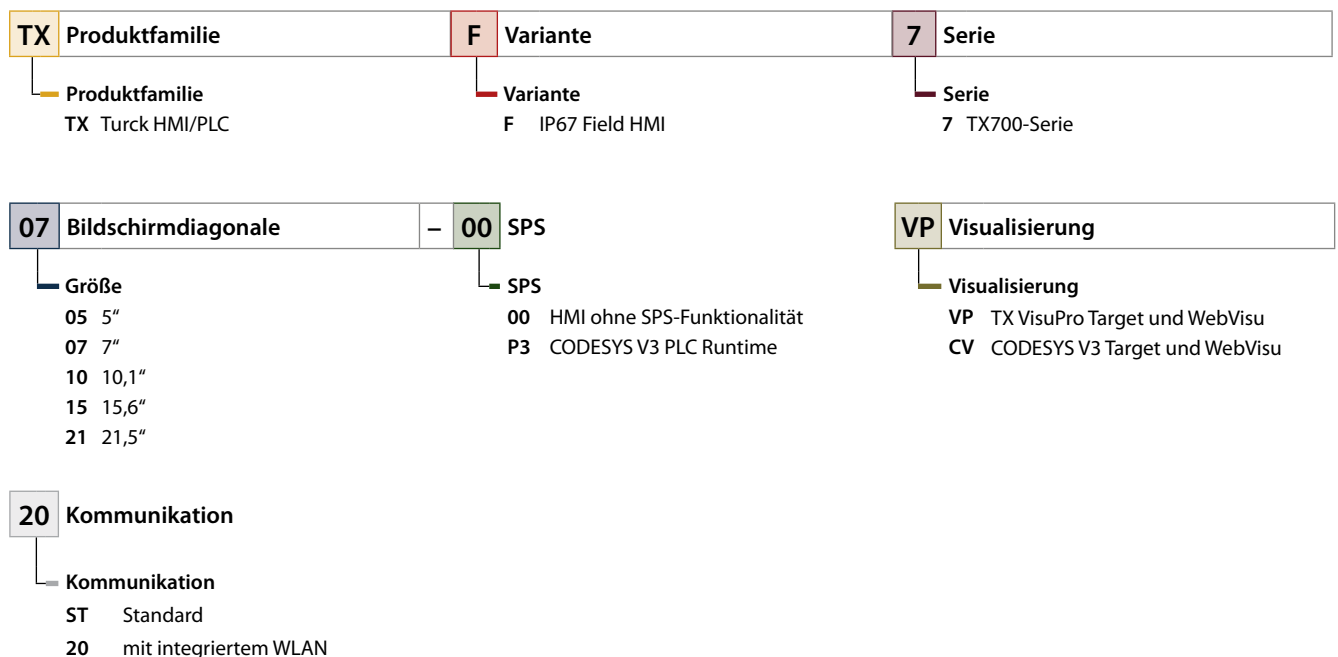 TX Produktfamilie F Variante 7 Serie
Produktfamilie
TX Turck HMI/PLC
Variante
F IP67 Field HMI
Serie
7 TX700-Serie
07 Bildschirmdiagonale – 00 SPS VP Visualisierung
Größe
05 5“
07 7“
10 10,1“
15 15,6“
21 21,5“
SPS
00 HMI ohne SPS-Funktionalität
P3 CODESYS V3 PLC Runtime
Visualisierung
VP TX VisuPro Target und WebVisu
CV CODESYS V3 Target und WebVisu
20 Kommunikation
Kommunikation
ST Standard
20 mit integriertem WLAN